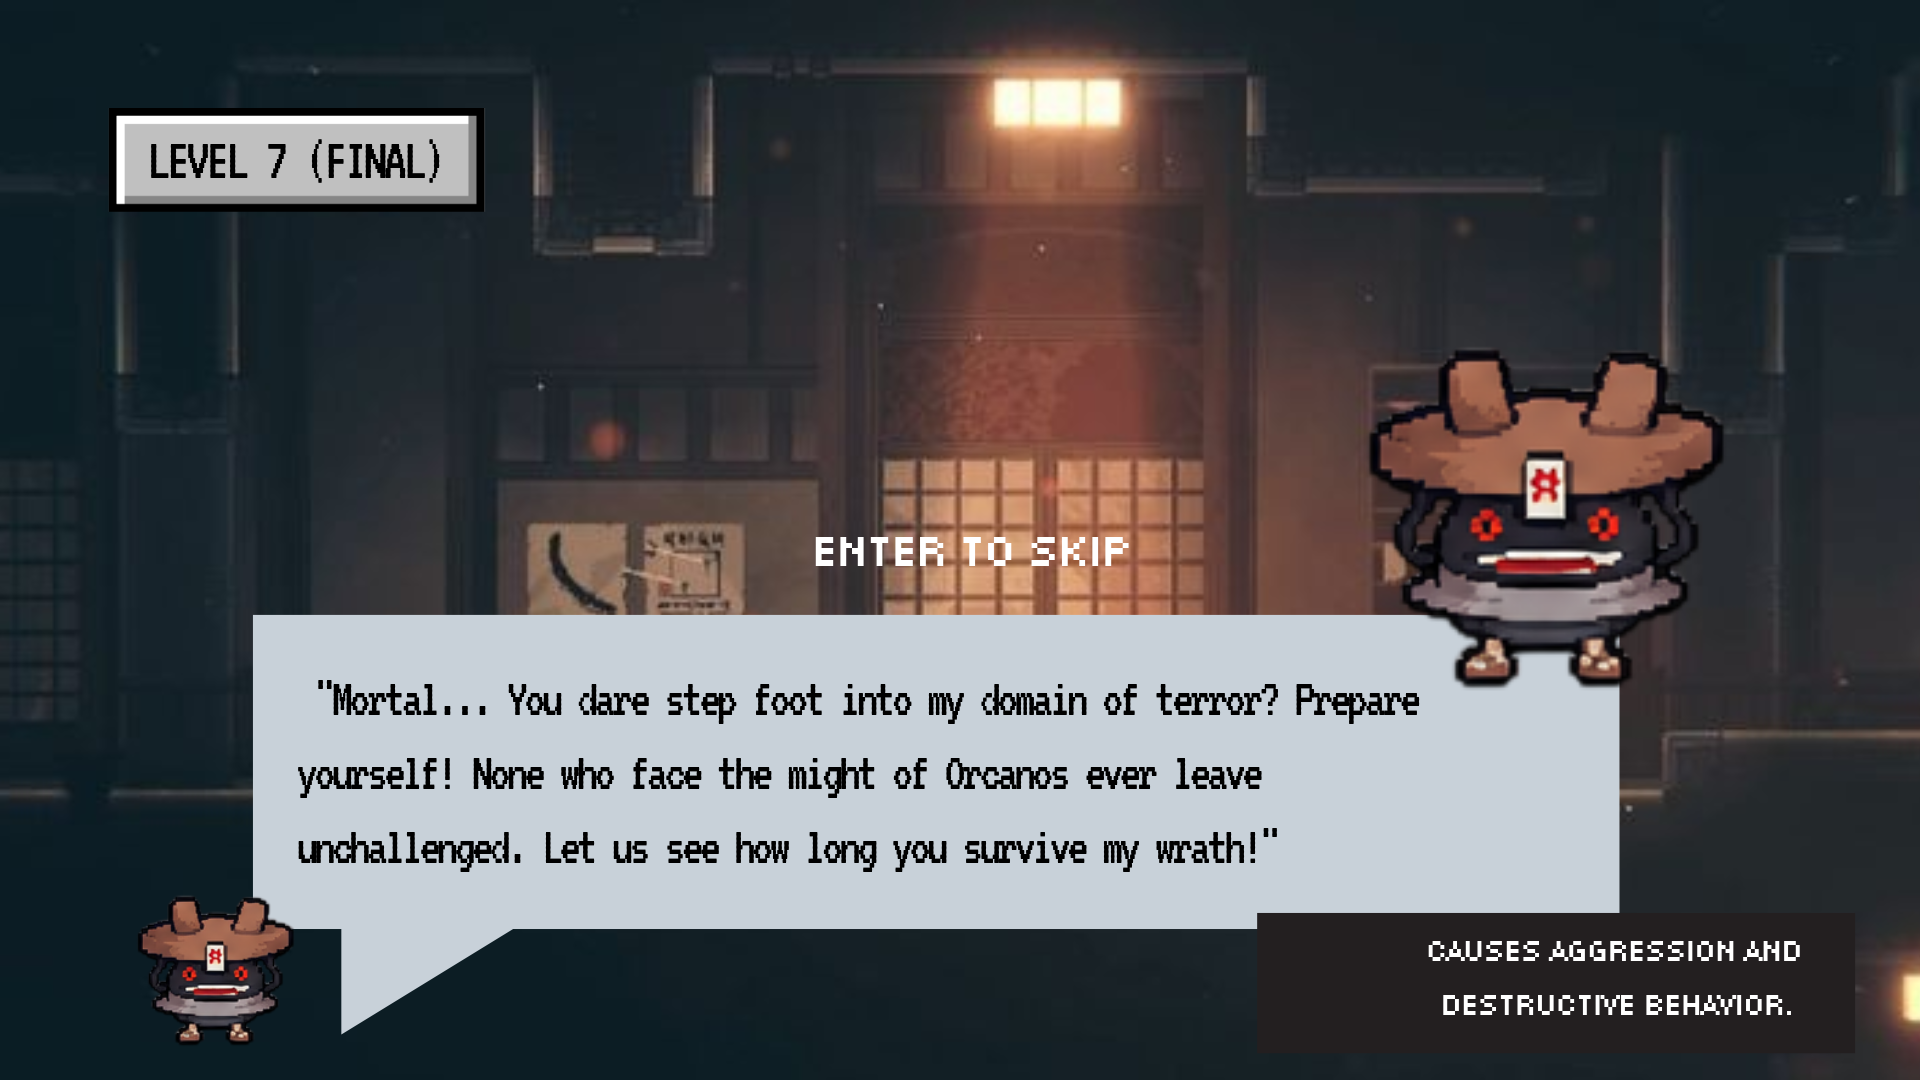 LEVEL 7 (FINAL)
ENTER TO SKIP
"Mortal... You dare step foot into my domain of terror? Prepare
yourself! None who face the might of Orcanos ever leave
unchallenged. Let us see how long you survive my wrath!"
CAUSES AGGRESSION AND
DESTRUCTIVE BEHAVIOR.